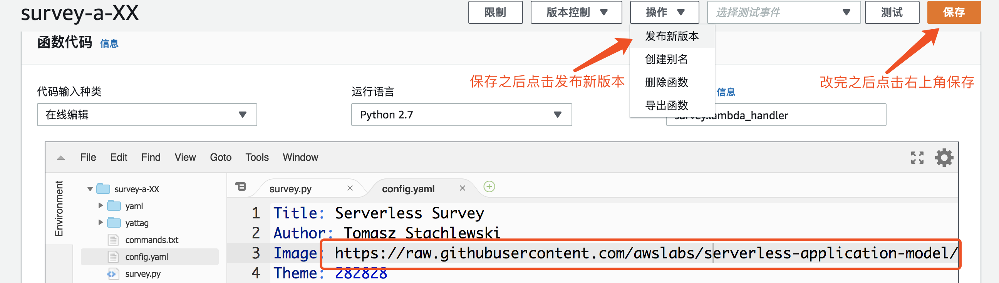 survey-a-XX
限制
版本控制
操作
选择测试事件
测试
保存
发布新版本
创建别名
删除函数
导出函数
函数代码 信息
保存之后点击发布新版本
改完之后点击右上角保存
代码输入种类
运行语言
信息
在线编辑
Python 2.7
survey.lambda_handler
File Edit Find View Goto Tools Window
Environment
survey-a-XX
yaml
yattag
commands.txt
config.yaml
survey.py
survey.py
config.yaml
1 Title: Serverless Survey
2 Author: Tomasz Stachlewski
3 Image: https://raw.githubusercontent.com/awslabs/serverless-application-model/
4 Theme: 282828